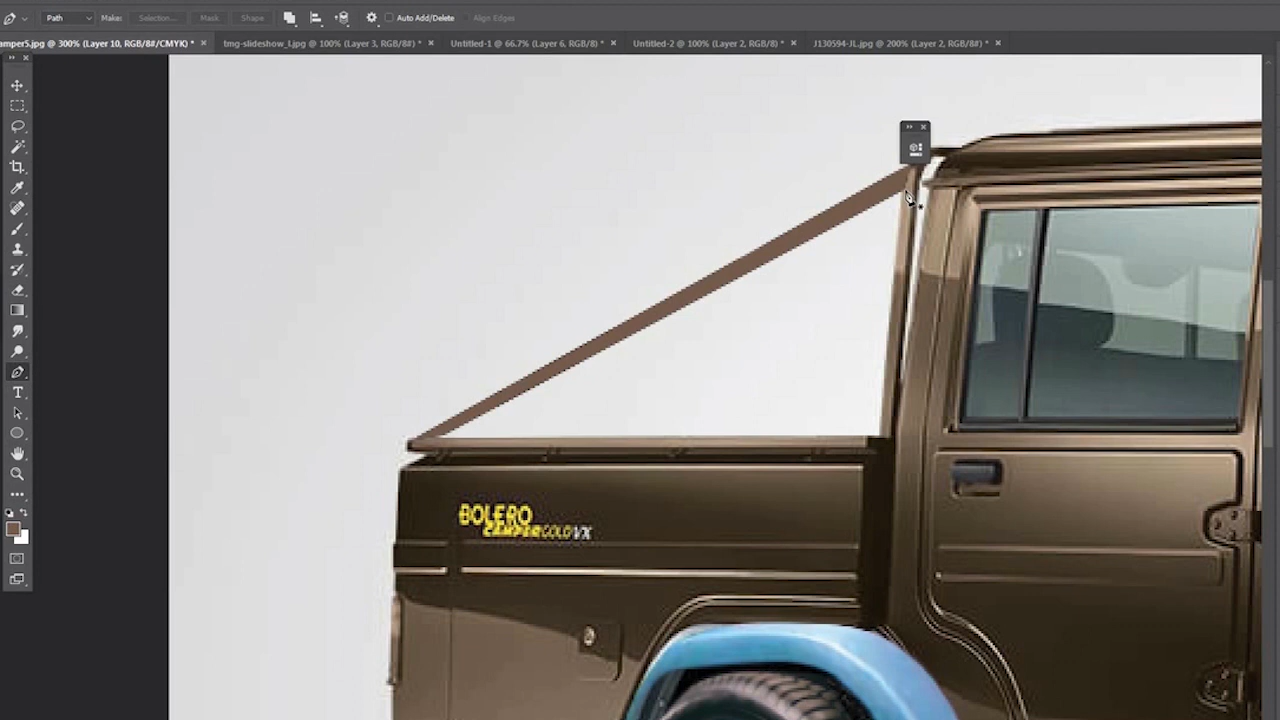 Path Make: Selection... Mask Shape Auto Add/Delete Align Edges
amper5.jpg @ 300% (Layer 10, RGB/8#/CMYK) * tmg-slideshow_l.jpg @ 100% (Layer 3, RGB/8#) * Untitled-1 @ 66.7% (Layer 6, RGB/8) * Untitled-2 @ 100% (Layer 2, RGB/8) * J130594-JL.jpg @ 200% (Layer 2, RGB/8#) *
BOLERO
CAMPER GOLD VX